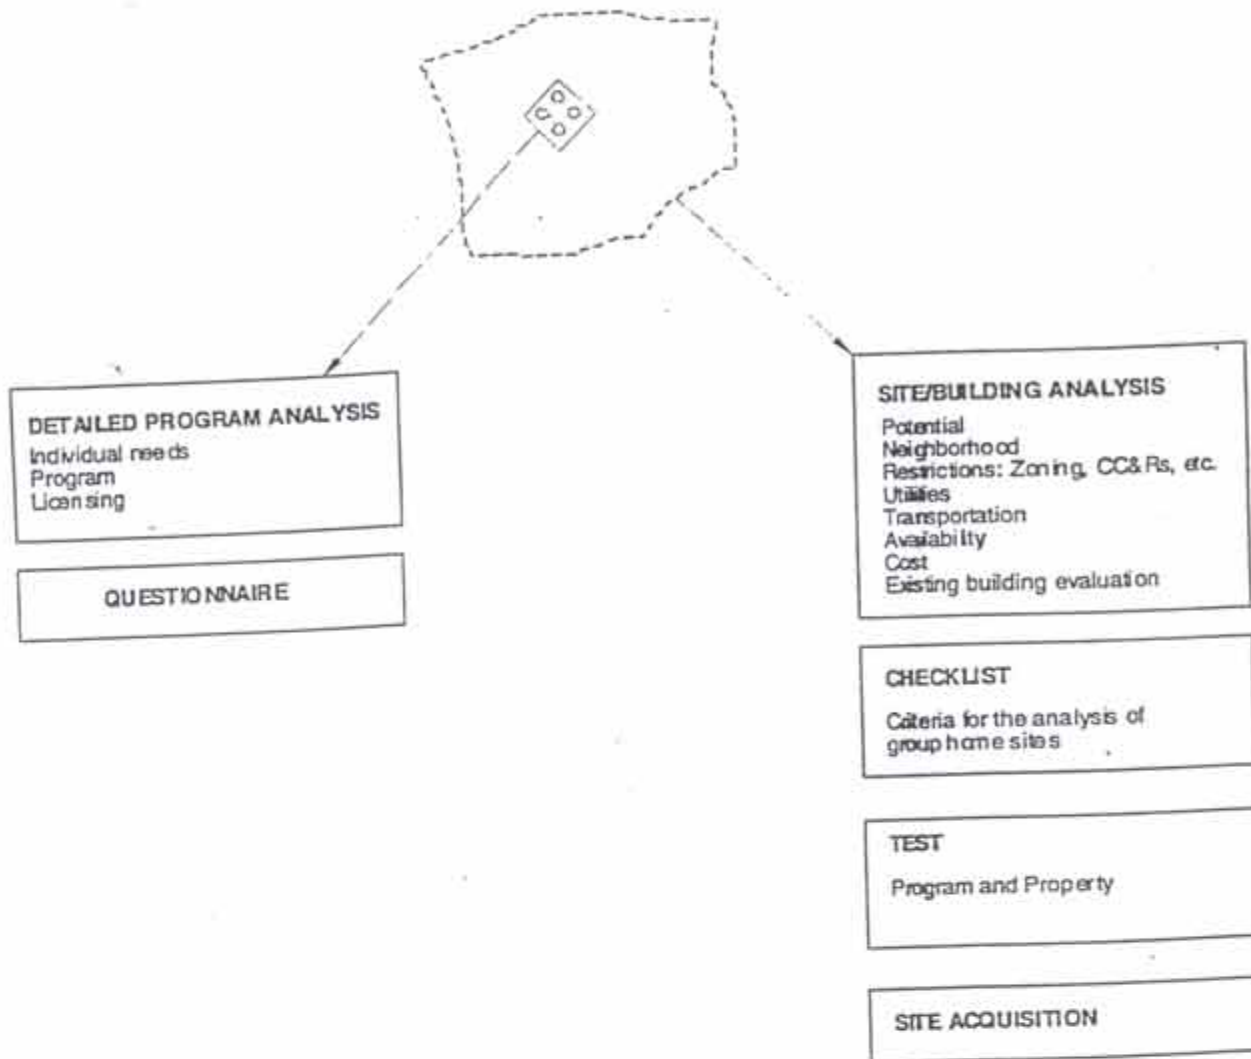 DETAILED PROGRAM ANALYSIS
Individual needs
Program
Licensing
QUESTIONNAIRE
SITE/BUILDING ANALYSIS
Potential
Neighborhood
Restrictions: Zoning, CC&Rs, etc.
Utilities
Transportation
Availability
Cost
Existing building evaluation
CHECKLIST
Criteria for the analysis of
group home sites
TEST
Program and Property
SITE ACQUISITION